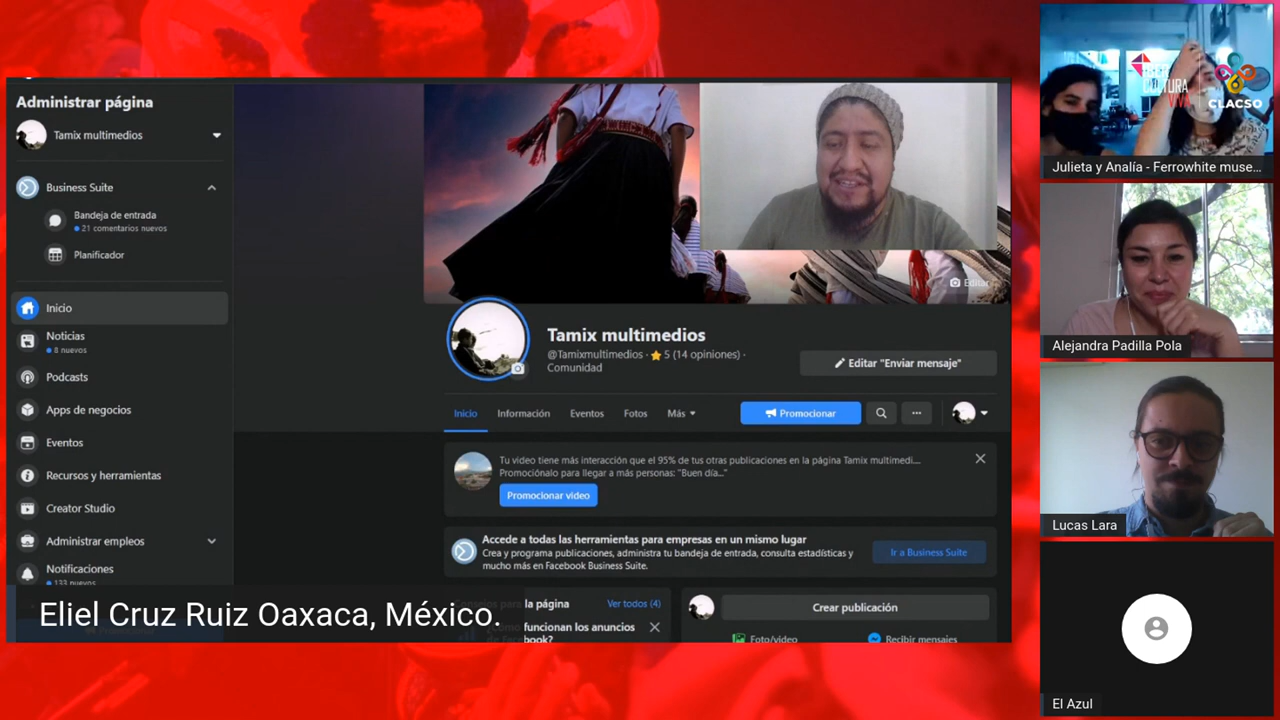 Administrar página
Tamix multimedios
Business Suite
Bandeja de entrada
21 comentarios nuevos
Planificador
Inicio
Noticias
8 nuevos
Podcasts
Apps de negocios
Eventos
Recursos y herramientas
Creator Studio
Administrar empleos
Notificaciones
133 nuevos
Editar
Tamix multimedios
@Tamixmultimedios · 5 (14 opiniones) ·
Comunidad
Editar "Enviar mensaje"
Inicio Información Eventos Fotos Más
Promocionar
Tu video tiene más interacción que el 95% de tus otras publicaciones en la página Tamix multimedi....
Promociónalo para llegar a más personas: "Buen día..."
Promocionar video
Accede a todas las herramientas para empresas en un mismo lugar
Crea y programa publicaciones, administra tu bandeja de entrada, consulta estadísticas y
mucho más en Facebook Business Suite.
Ir a Business Suite
la página
Ver todos (4)
funcionan los anuncios
book?
Crear publicación
Foto/video
Recibir mensajes
Eliel Cruz Ruiz Oaxaca, México.
CULTURA
VIVA
CLACSO
Julieta y Analía - Ferrowhite muse...
Alejandra Padilla Pola
Lucas Lara
El Azul